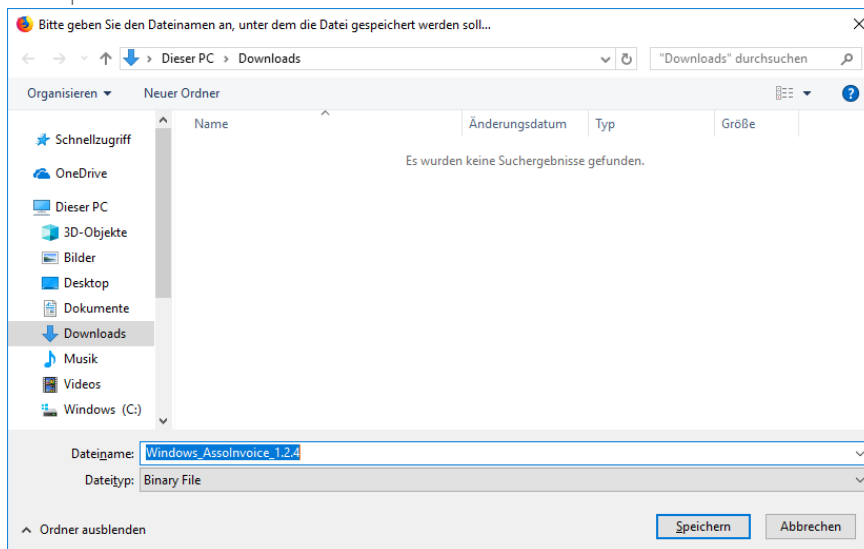 Bitte geben Sie den Dateinamen an, unter dem die Datei gespeichert werden soll...
Dieser PC > Downloads
"Downloads" durchsuchen
Organisieren
Neuer Ordner
Name
Änderungsdatum
Typ
Größe
Es wurden keine Suchergebnisse gefunden.
Schnellzugriff
OneDrive
Dieser PC
3D-Objekte
Bilder
Desktop
Dokumente
Downloads
Musik
Videos
Windows (C:)
Dateiname: Windows_AssoInvoice_1.2.4
Dateityp: Binary File
Ordner ausblenden
Speichern
Abbrechen